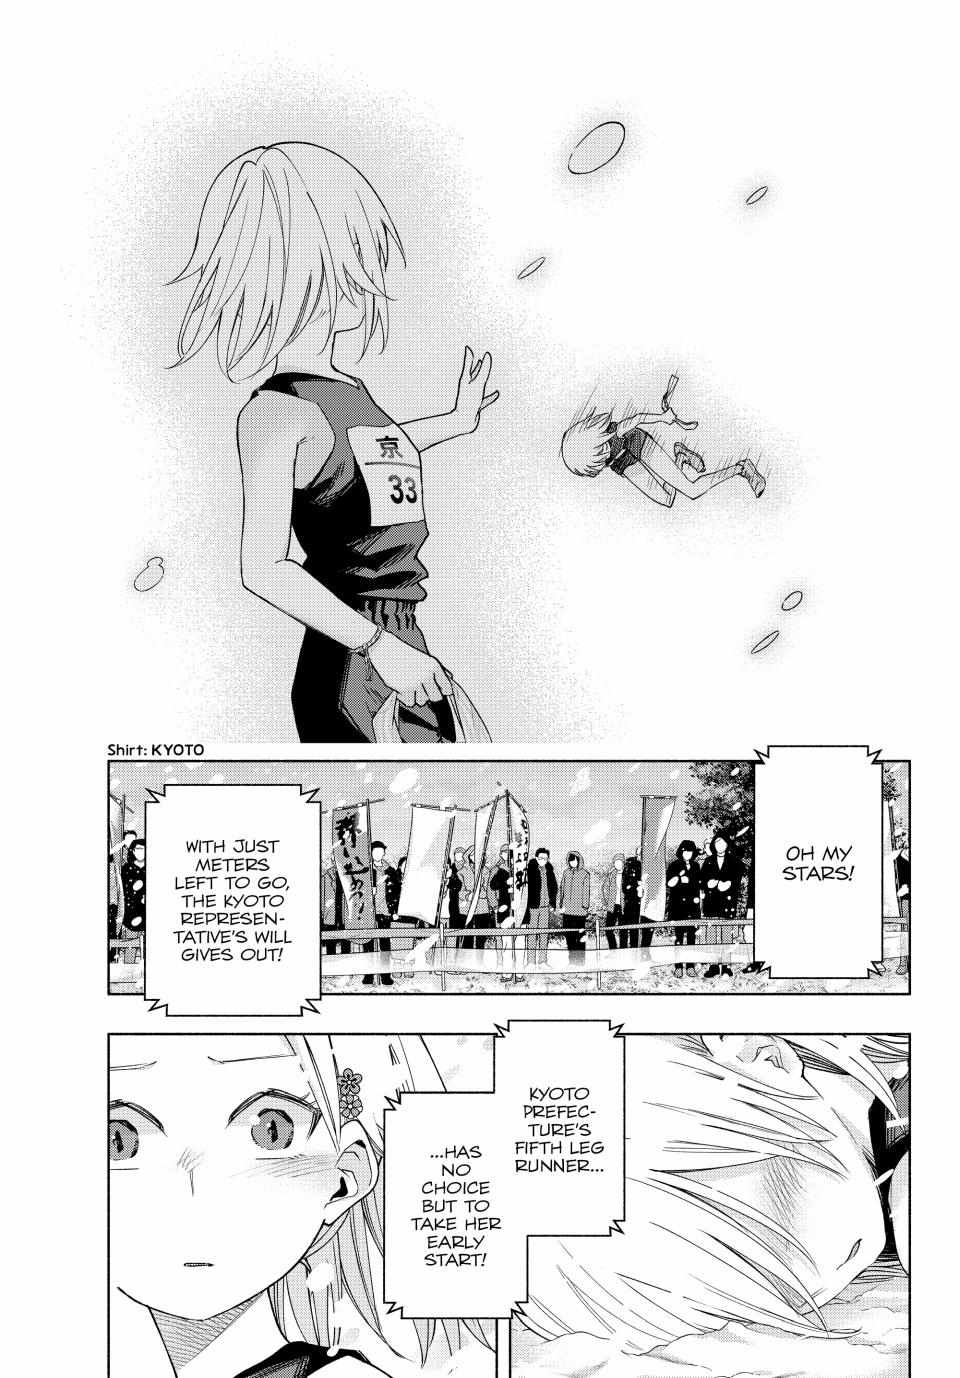 京
33
Shirt: KYOTO
OH MY
STARS!
WITH JUST
METERS
LEFT TO GO,
THE KYOTO
REPRESEN-
TATIVE'S WILL
GIVES OUT!
KYOTO
PREFEC-
TURE'S
FIFTH LEG
RUNNER...
...HAS
NO
CHOICE
BUT TO
TAKE HER
EARLY
START!